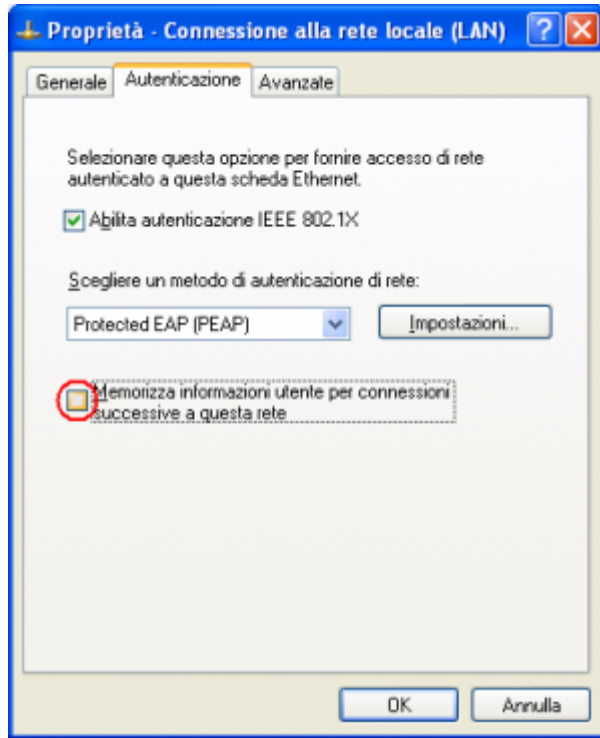 Proprietà - Connessione alla rete locale (LAN)
Generale Autenticazione Avanzate
Selezionare questa opzione per fornire accesso di rete
autenticato a questa scheda Ethernet.
Abilita autenticazione IEEE 802.1X
Scegliere un metodo di autenticazione di rete:
Protected EAP (PEAP) Impostazioni...
Memorizza informazioni utente per connessioni
successive a questa rete
OK Annulla